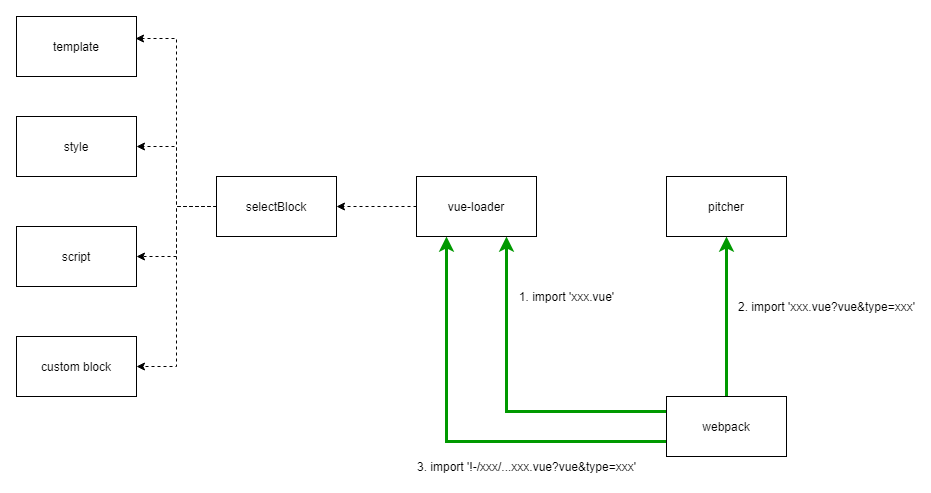 template
style
script
custom block
selectBlock
vue-loader
pitcher
1. import 'xxx.vue'
2. import 'xxx.vue?vue&type=xxx'
webpack
3. import '!-/xxx/...xxx.vue?vue&type=xxx'